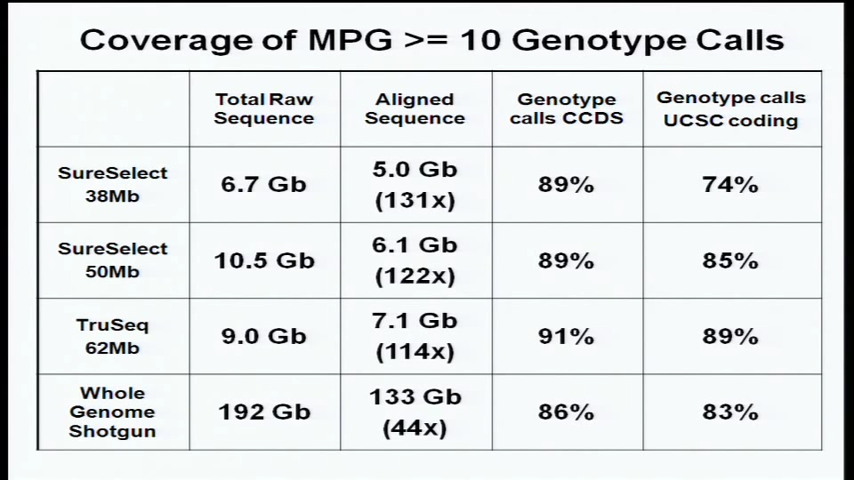 Coverage of MPG >= 10 Genotype Calls
Total Raw
Sequence
Aligned
Sequence
Genotype
calls CCDS
Genotype calls
UCSC coding
SureSelect
38Mb
6.7 Gb
5.0 Gb
(131x)
89%
74%
SureSelect
50Mb
10.5 Gb
6.1 Gb
(122x)
89%
85%
TruSeq
62Mb
9.0 Gb
7.1 Gb
(114x)
91%
89%
Whole
Genome
Shotgun
192 Gb
133 Gb
(44x)
86%
83%